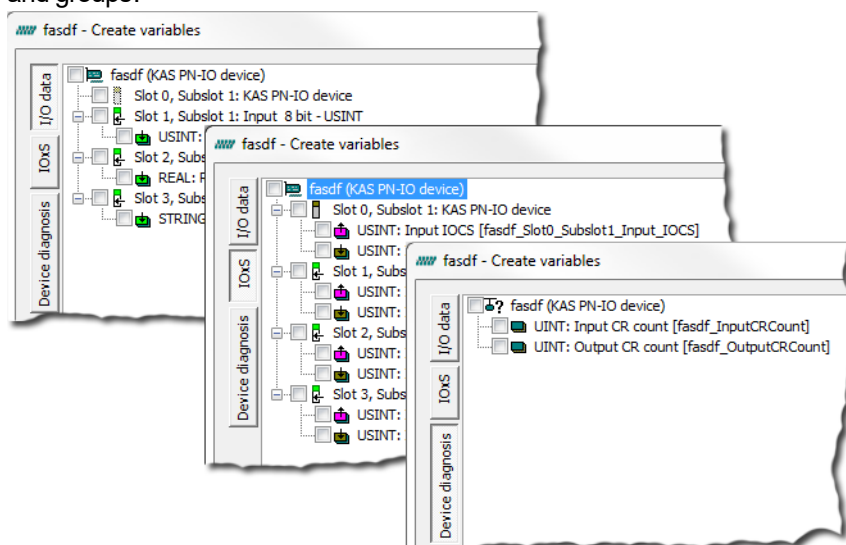 and groups.
fasdf - Create variables
I/O data
IOxS
Device diagnosis
fasdf (KAS PN-IO device)
Slot 0, Subslot 1: KAS PN-IO device
Slot 1, Subslot 1: Input 8 bit - USINT
USINT:
Slot 2, Subs
REAL:
Slot 3, Subs
STRING
fasdf - Create variables
I/O data
IOxS
Device diagnosis
fasdf (KAS PN-IO device)
Slot 0, Subslot 1: KAS PN-IO device
USINT: Input IOCS [fasdf_Slot0_Subslot1_Input_IOCS]
USINT:
Slot 1, Subs
USINT:
USINT:
Slot 2, Subs
USINT:
USINT:
Slot 3, Subs
USINT:
USINT:
fasdf - Create variables
I/O data
IOxS
Device diagnosis
fasdf (KAS PN-IO device)
UINT: Input CR count [fasdf_InputCRCount]
UINT: Output CR count [fasdf_OutputCRCount]